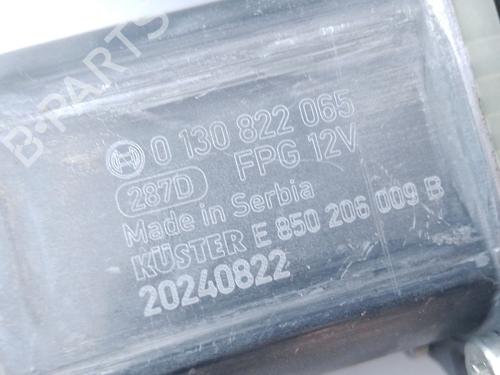 B-PARTS
0 130 822 065
287D FPG 12V
Made in Serbia
KÜSTER E 850 206 009 B
20240822